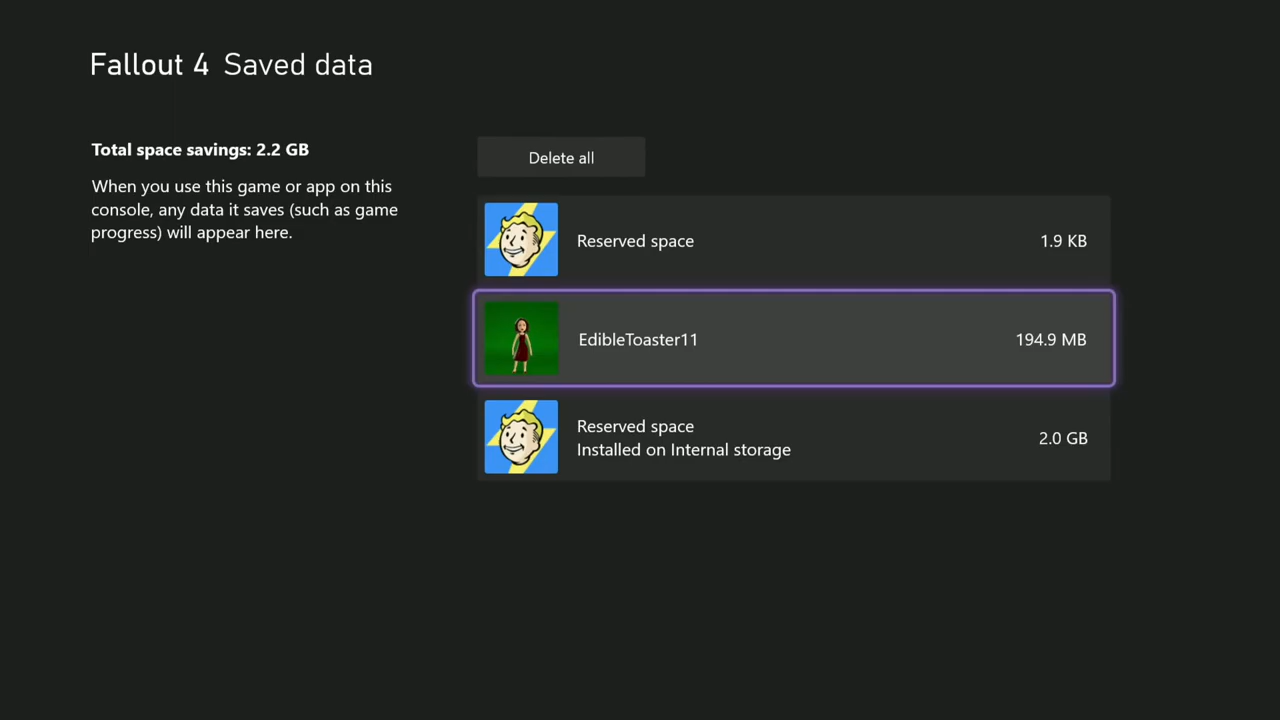 Fallout 4 Saved data
Total space savings: 2.2 GB
When you use this game or app on this
console, any data it saves (such as game
progress) will appear here.
Delete all
Reserved space 1.9 KB
EdibleToaster11 194.9 MB
Reserved space
Installed on Internal storage
2.0 GB